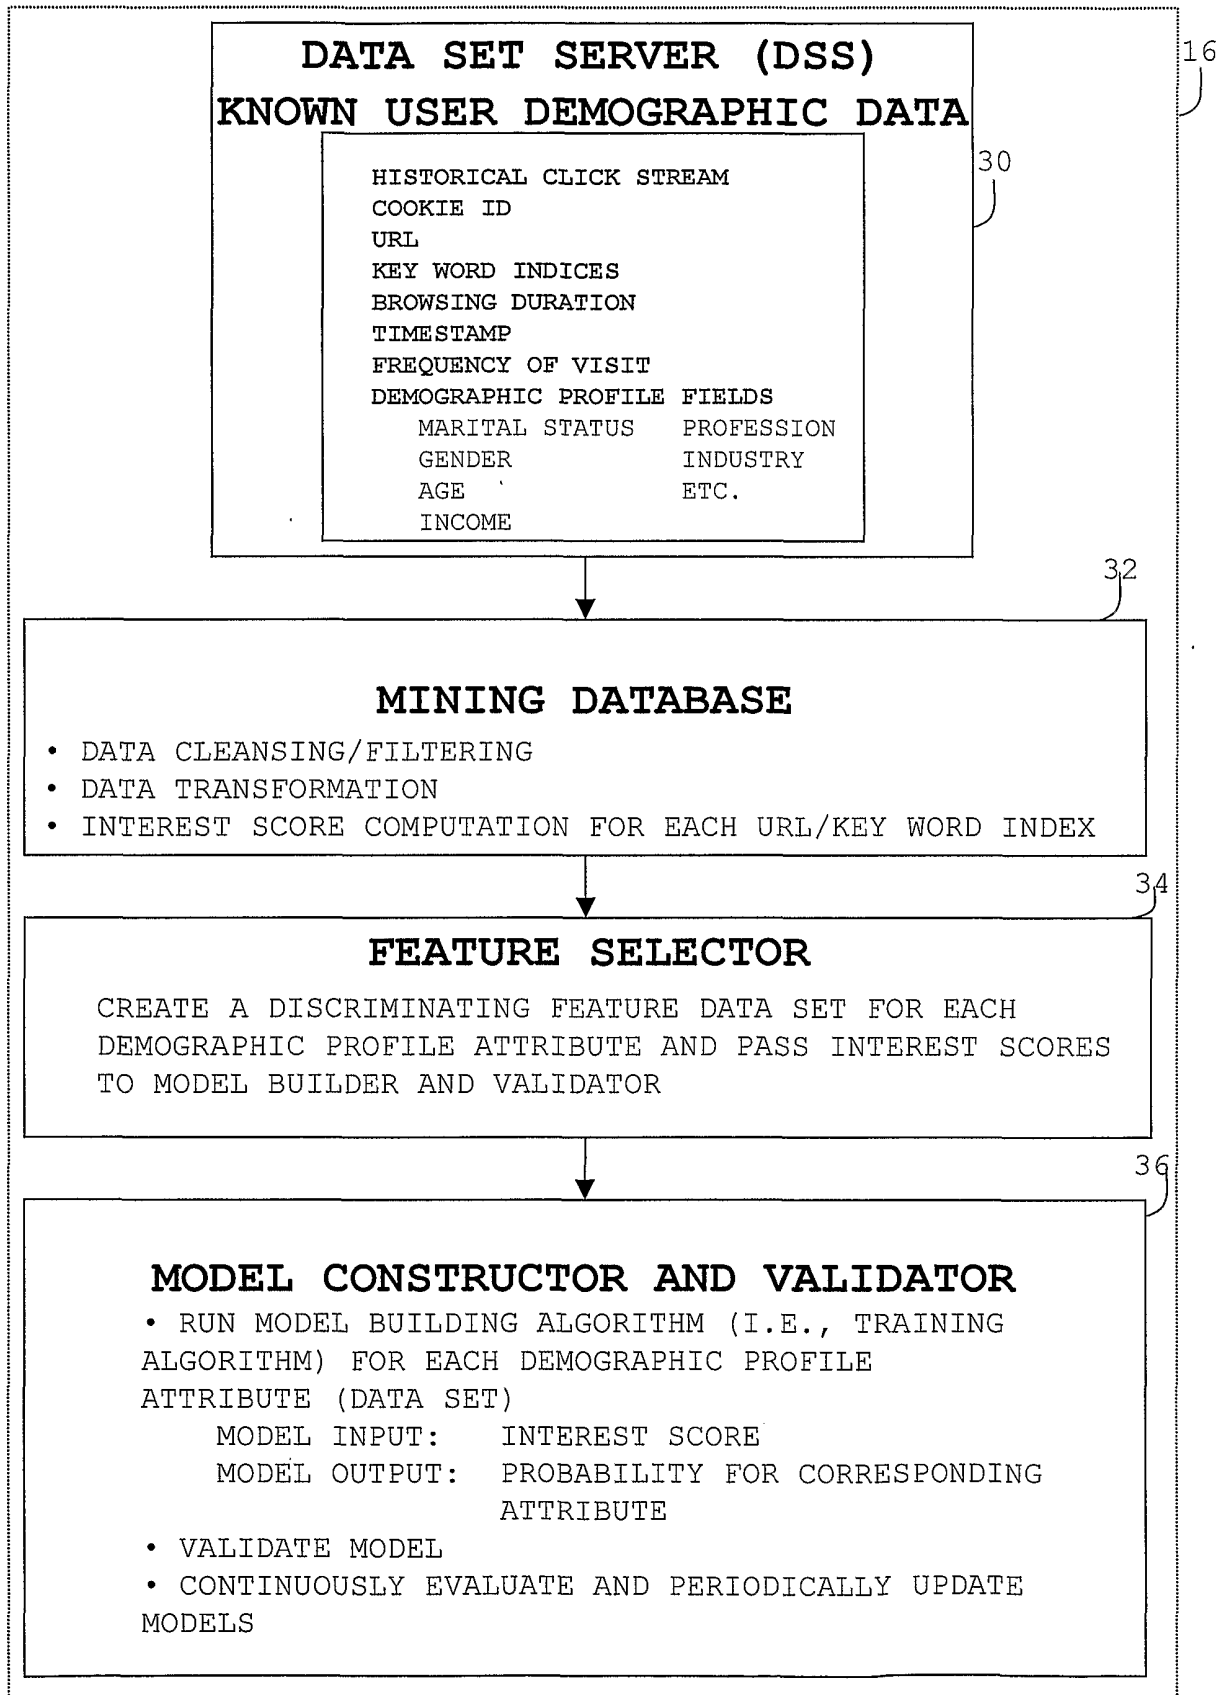 16
DATA SET SERVER (DSS)
KNOWN USER DEMOGRAPHIC DATA
30
HISTORICAL CLICK STREAM
COOKIE ID
URL
KEY WORD INDICES
BROWSING DURATION
TIMESTAMP
FREQUENCY OF VISIT
DEMOGRAPHIC PROFILE FIELDS
MARITAL STATUS PROFESSION
GENDER INDUSTRY
AGE ETC.
INCOME
32
MINING DATABASE
• DATA CLEANSING/FILTERING
• DATA TRANSFORMATION
• INTEREST SCORE COMPUTATION FOR EACH URL/KEY WORD INDEX
34
FEATURE SELECTOR
CREATE A DISCRIMINATING FEATURE DATA SET FOR EACH
DEMOGRAPHIC PROFILE ATTRIBUTE AND PASS INTEREST SCORES
TO MODEL BUILDER AND VALIDATOR
36
MODEL CONSTRUCTOR AND VALIDATOR
• RUN MODEL BUILDING ALGORITHM (I.E., TRAINING
ALGORITHM) FOR EACH DEMOGRAPHIC PROFILE
ATTRIBUTE (DATA SET)
MODEL INPUT: INTEREST SCORE
MODEL OUTPUT: PROBABILITY FOR CORRESPONDING
ATTRIBUTE
• VALIDATE MODEL
• CONTINUOUSLY EVALUATE AND PERIODICALLY UPDATE
MODELS